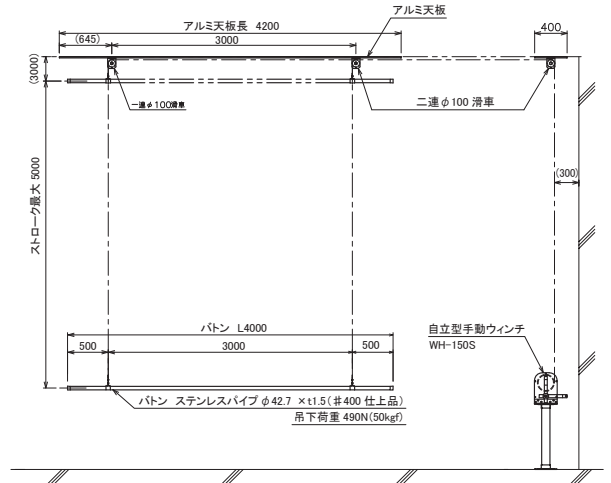 アルミ天板長 4200
アルミ天板
(645)
3000
400
(3000)
一連φ100滑車
二連φ100 滑車
(300)
ストローク最大 5000
バトン L4000
500
3000
500
自立型手動ウィンチ
WH-150S
バトン ステンレスパイプφ42.7 ×t1.5(♯400 仕上品)
吊下荷重 490N(50kgf)